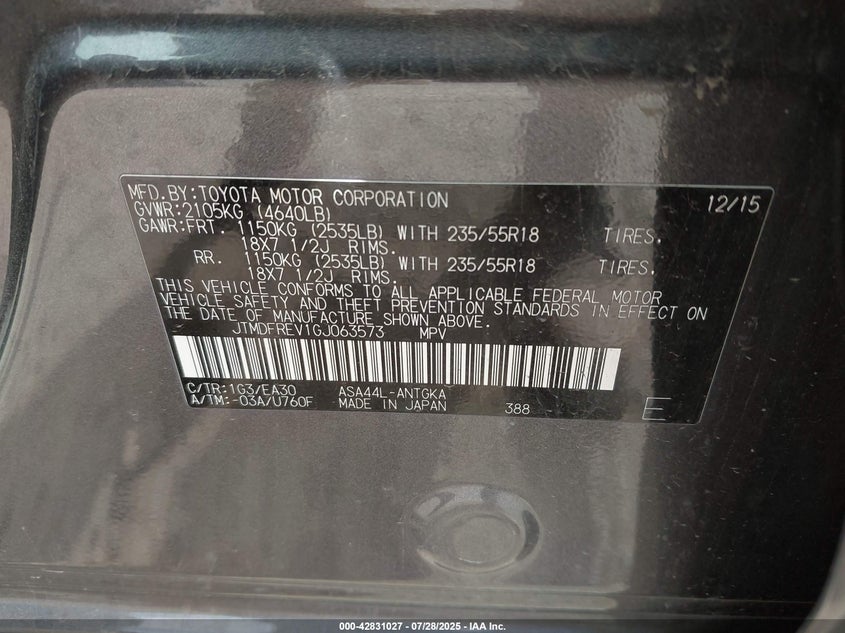 MFD.BY:TOYOTA MOTOR CORPORATION 12/15
GVWR:2105KG (4640LB)
GAWR:FRT. 1150KG (2535LB) WITH 235/55R18 TIRES.
18X7 1/2J RIMS.
RR. 1150KG (2535LB) WITH 235/55R18 TIRES.
18X7 1/2J RIMS.
THIS VEHICLE CONFORMS TO ALL APPLICABLE FEDERAL MOTOR
VEHICLE SAFETY AND THEFT PREVENTION STANDARDS IN EFFECT ON
THE DATE OF MANUFACTURE SHOWN ABOVE.
JTMDFREV1GJ063573 MPV
C/TR:1G3/EA30 ASA44L-ANTGKA
A/TM:-03A/U760F MADE IN JAPAN 388 E
000-42831027 - 07/28/2025 - IAA Inc.